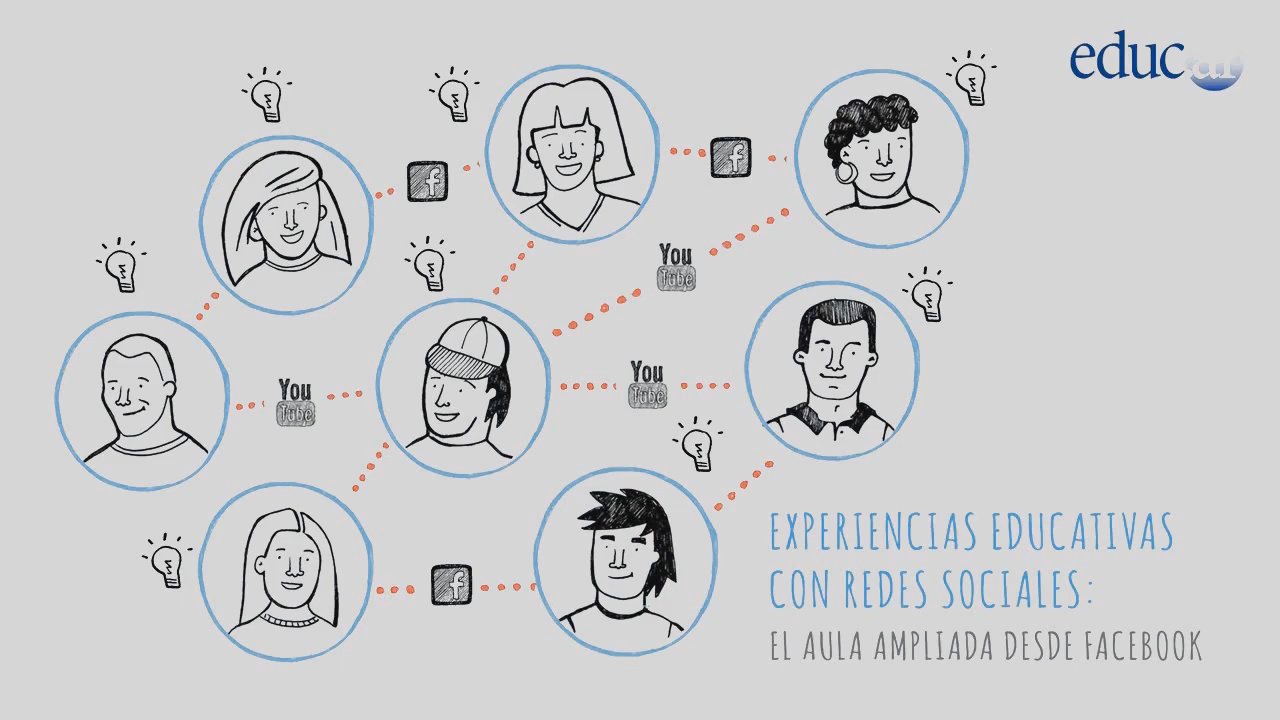 educ.ar
f
f
You
Tube
You
Tube
You
Tube
f
EXPERIENCIAS EDUCATIVAS
CON REDES SOCIALES:
EL AULA AMPLIADA DESDE FACEBOOK